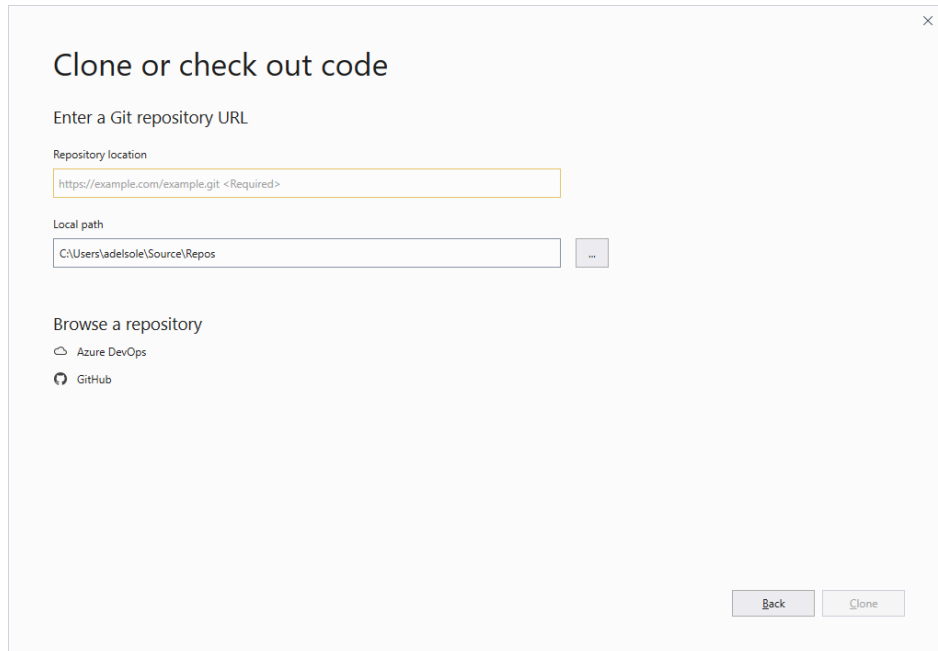 Clone or check out code
Enter a Git repository URL
Repository location
https://example.com/example.git <Required>
Local path
C:\Users\adelsole\Source\Repos
...
Browse a repository
Azure DevOps
GitHub
Back
Clone